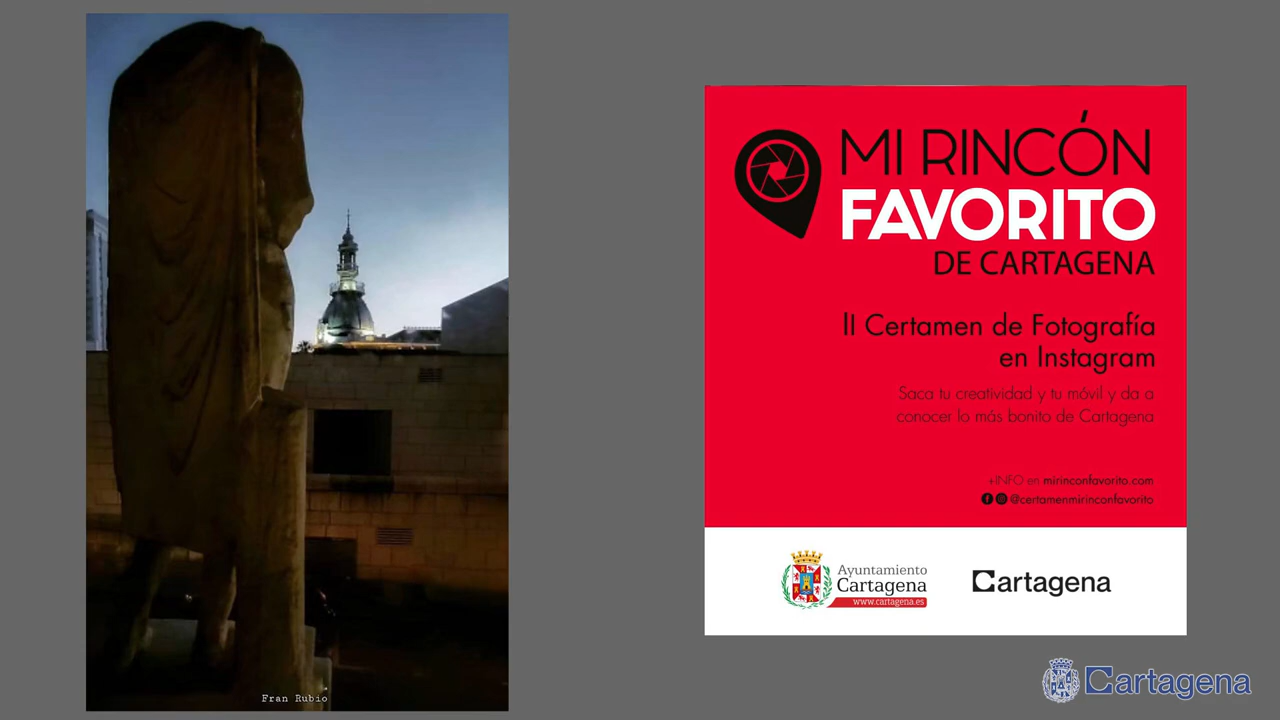 Fran Rubio
MI RINCÓN
FAVORITO
DE CARTAGENA
II Certamen de Fotografía
en Instagram
Saca tu creatividad y tu móvil y da a
conocer lo más bonito de Cartagena
+INFO en mirinconfavorito.com
@certamenmirinconfavorito
Ayuntamiento
Cartagena
www.cartagena.es
Cartagena
Cartagena